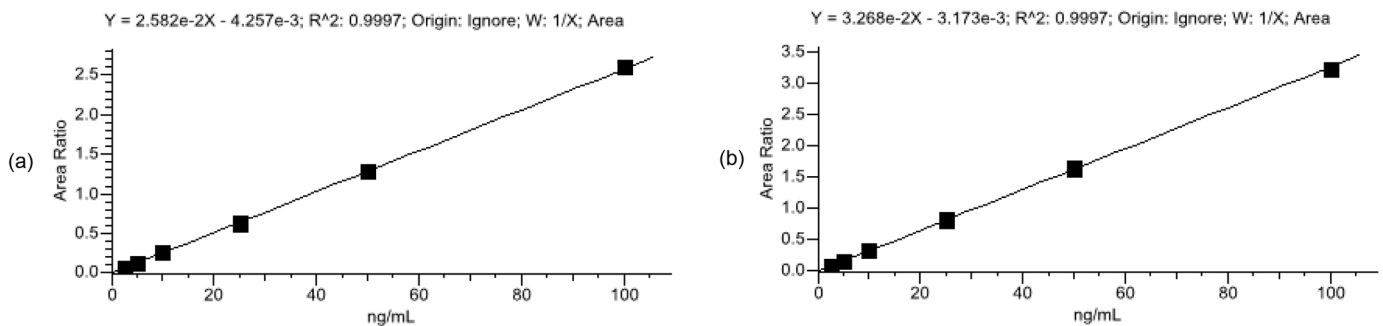 Y = 2.582e-2X - 4.257e-3; R^2: 0.9997; Origin: Ignore; W: 1/X; Area
(a)
Area Ratio
2.5
2.0
1.5
1.0
0.5
0.0
0 20 40 60 80 100
ng/mL
Y = 3.268e-2X - 3.173e-3; R^2: 0.9997; Origin: Ignore; W: 1/X; Area
(b)
Area Ratio
3.5
3.0
2.5
2.0
1.5
1.0
0.5
0.0
0 20 40 60 80 100
ng/mL